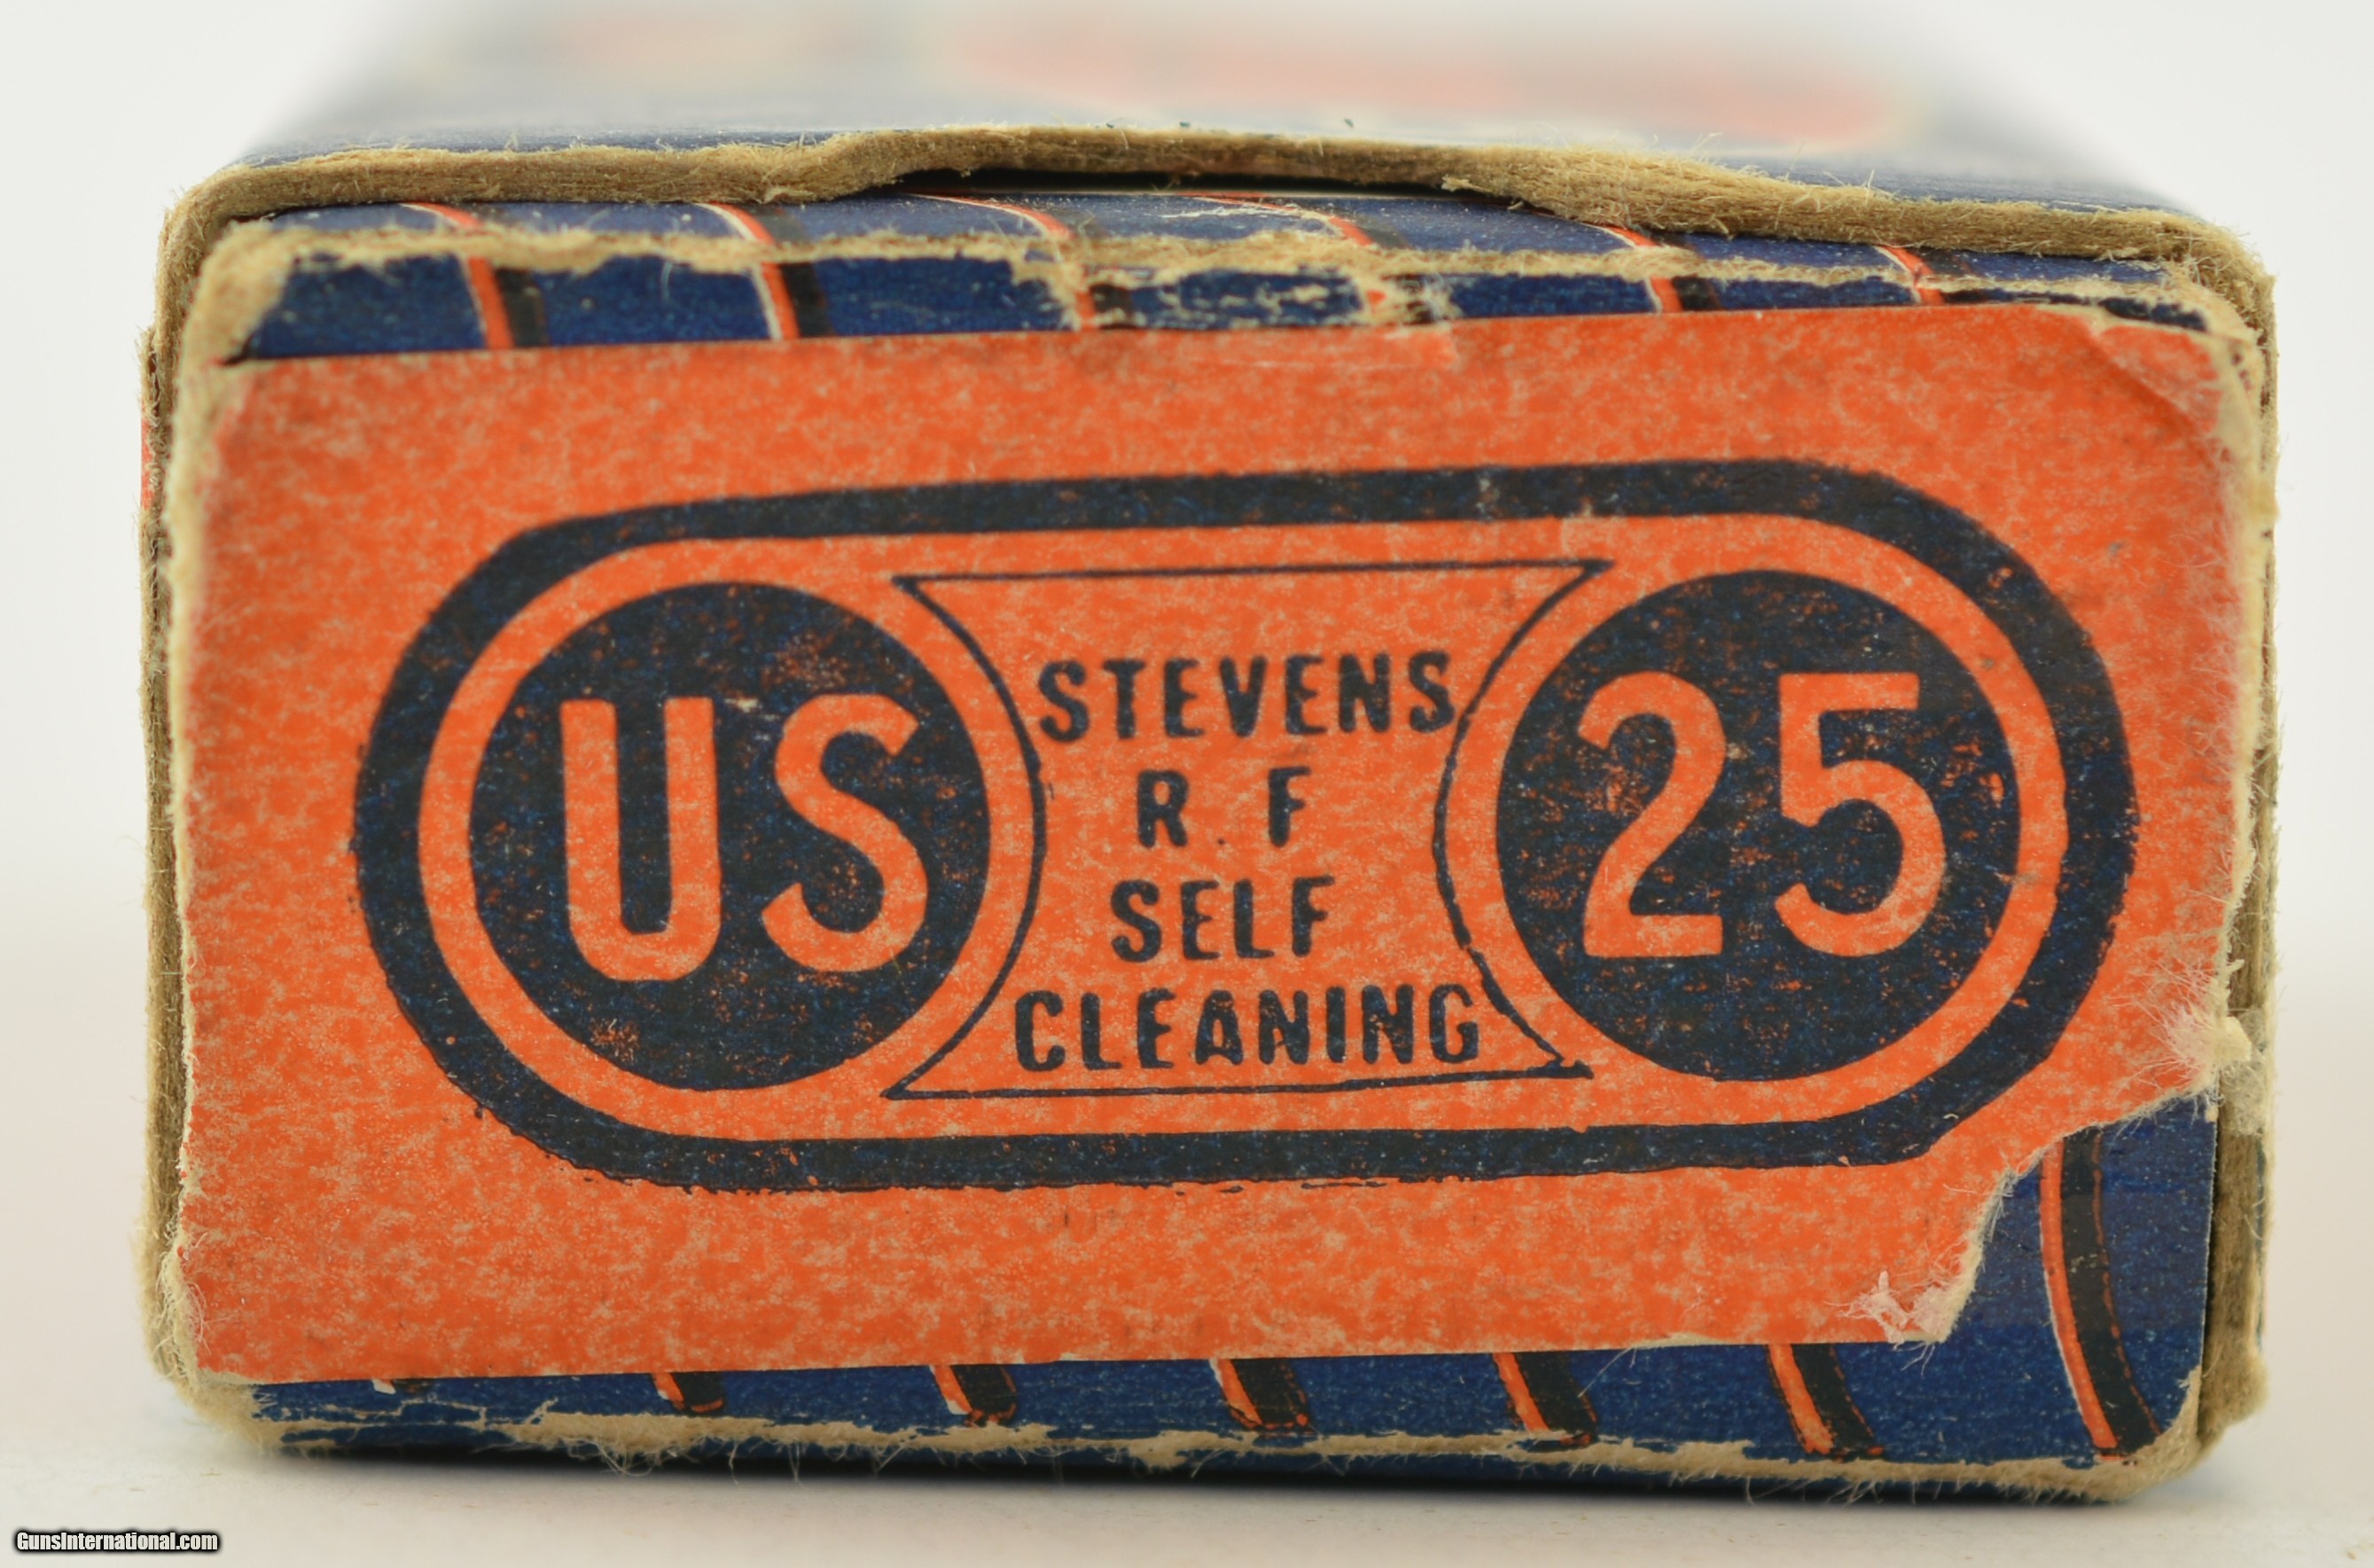 US
STEVENS
R.F
SELF
CLEANING
25
GunsInternational.com